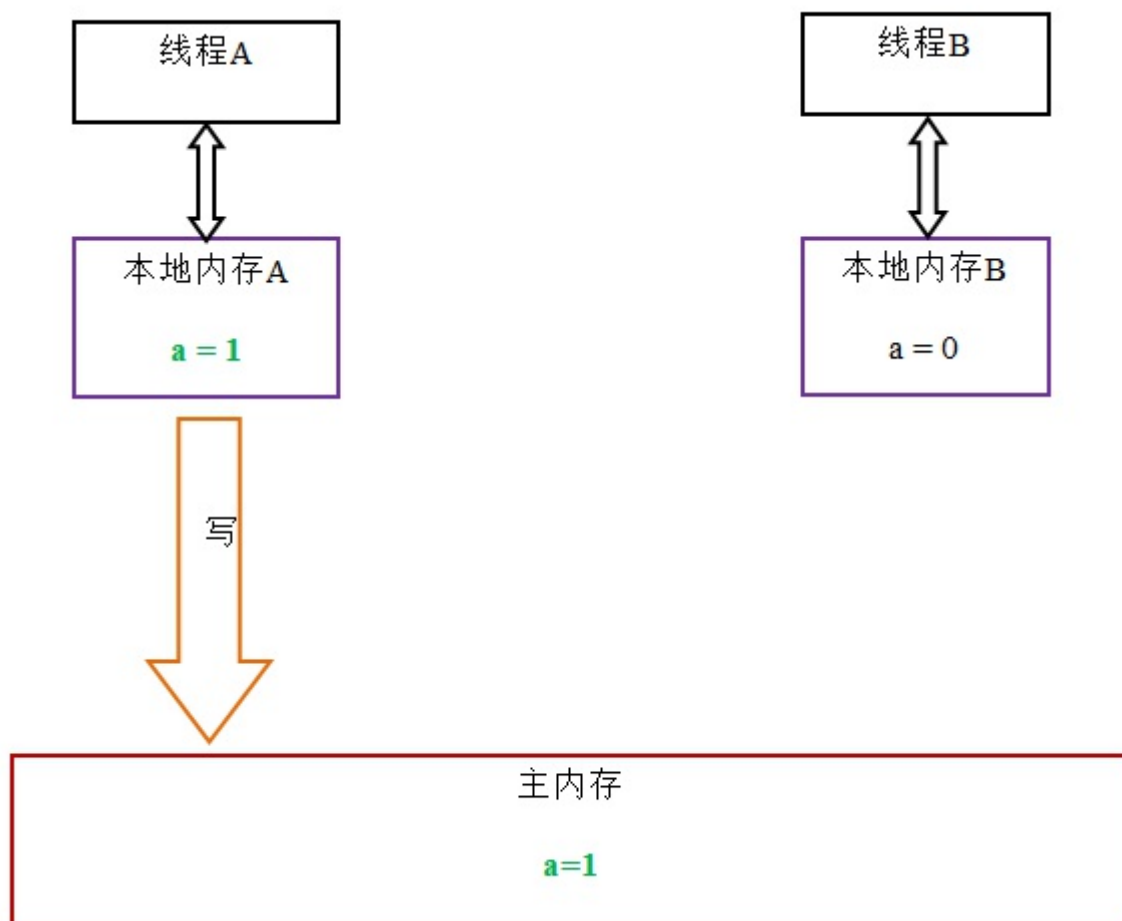 线程A
线程B
本地内存A
a = 1
本地内存B
a = 0
写
主内存
a=1